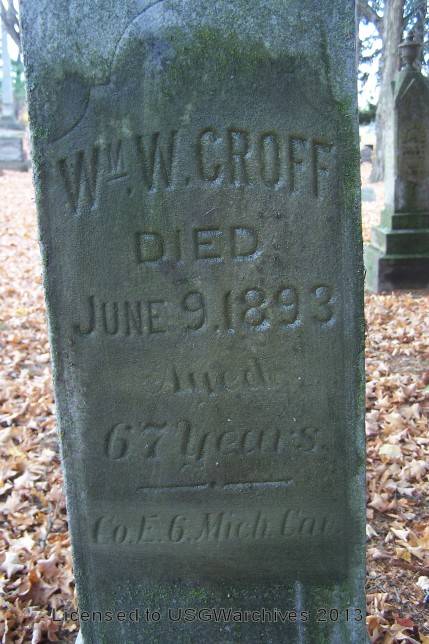 Wm. W. CROFF
DIED
JUNE 9. 1893
Aged
67 Years.
Co. E. 6. Mich Cav
Licensed to USGWarchives 2013